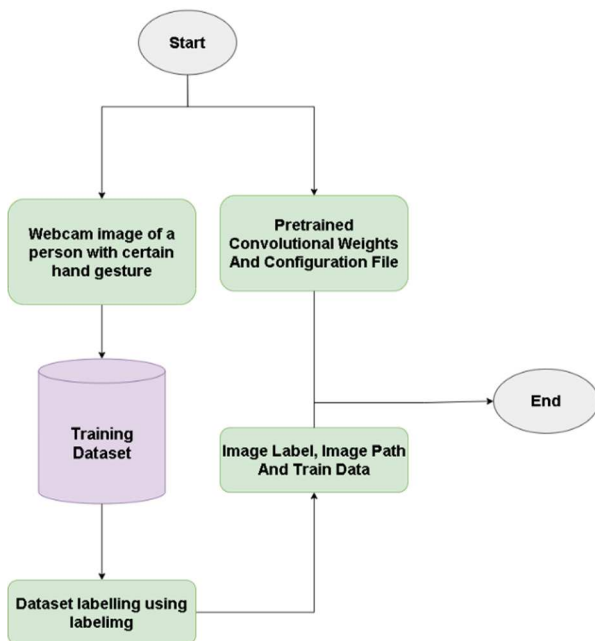 Start
Webcam image of a
person with certain
hand gesture
Pretrained
Convolutional Weights
And Configuration File
Training
Dataset
End
Image Label, Image Path
And Train Data
Dataset labelling using
labelimg